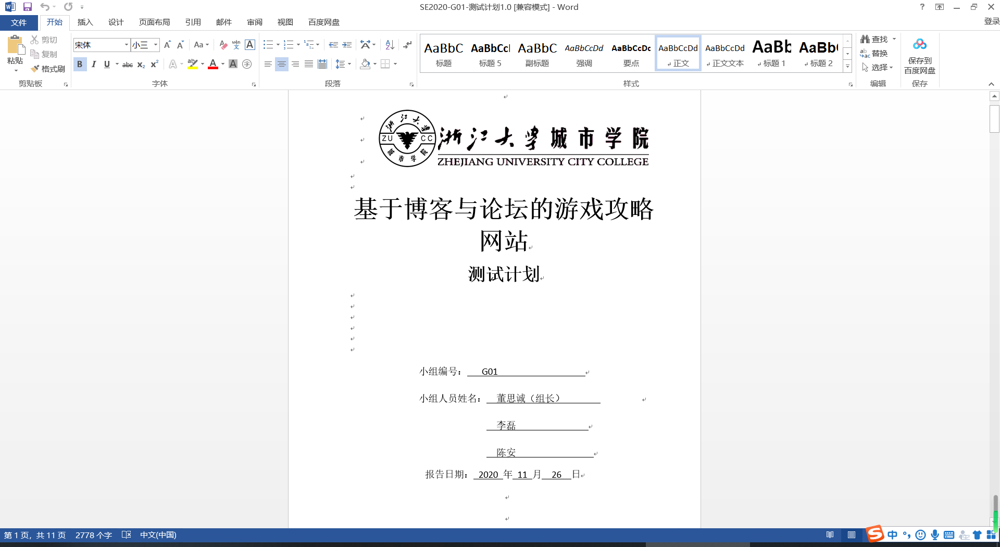 SE2020-G01-测试计划1.0 [兼容模式] - Word
登录
文件 开始 插入 设计 页面布局 引用 邮件 审阅 视图 百度网盘
粘贴
剪切
复制
格式刷
剪贴板
宋体 小三
字体
段落
AaBbC 标题
AaBbCcI 标题 5
AaBbC 副标题
AaBbCcDd 强调
AaBbCcDc 要点
AaBbCcDd 正文
AaBbCcDd 正文文本
AaBb 标题 1
AaBb 标题 2
样式
查找
替换
选择
编辑
保存到
百度网盘
保存
浙江大学
ZU CC
城市学院
浙江大学城市学院
ZHEJIANG UNIVERSITY CITY COLLEGE
基于博客与论坛的游戏攻略
网站
测试计划
小组编号： G01
小组人员姓名： 董思诚（组长）
李磊
陈安
报告日期： 2020 年 11 月 26 日
第 1 页，共 11 页 2778 个字 中文(中国)
中